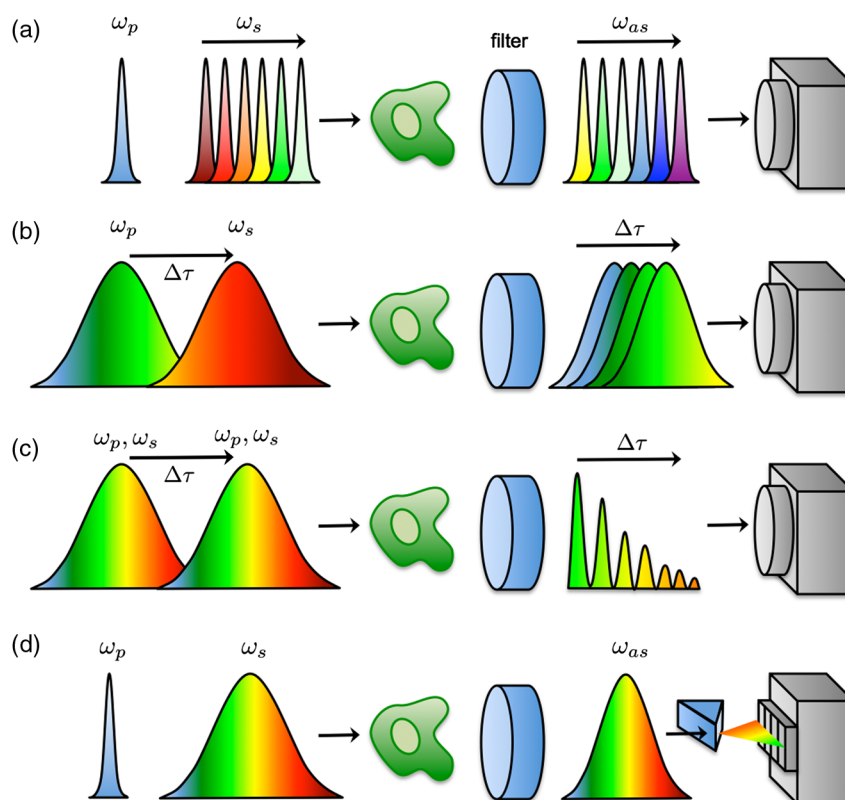 (a) ω_p ω_s filter ω_as
(b) ω_p ω_s Δτ
Δτ
(c) ω_p, ω_s ω_p, ω_s Δτ
Δτ
(d) ω_p ω_s ω_as